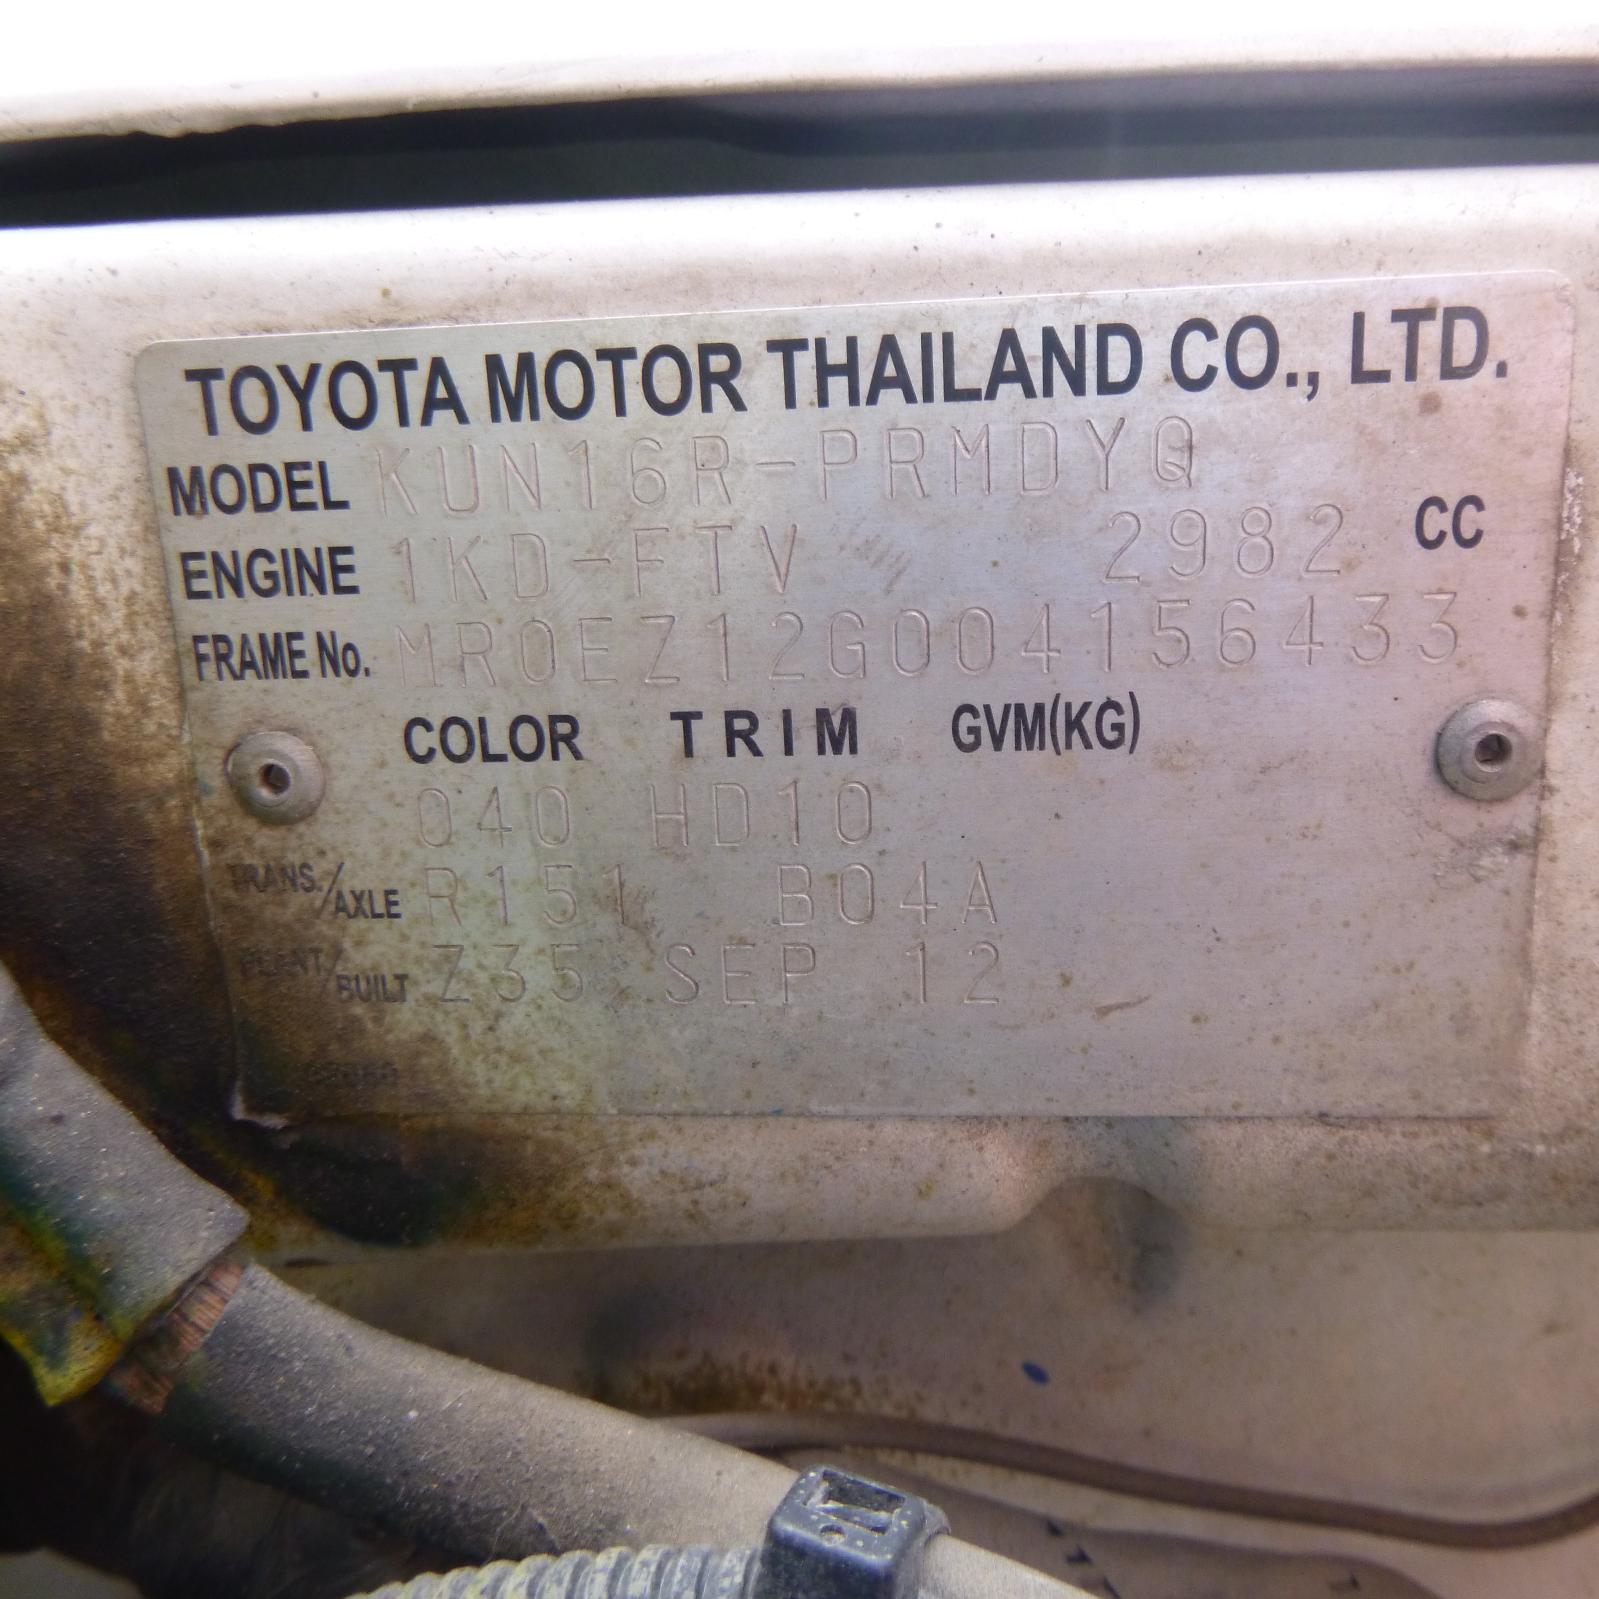 TOYOTA MOTOR THAILAND CO., LTD.
MODEL KUN16R-PRMDYQ
ENGINE 1KD-FTV 2982 CC
FRAME No. MR0EZ12G004156433
COLOR TRIM GVM(KG)
040 HD10
TRANS./AXLE R151 B04A
PLANT/BUILT Z35 SEP 12